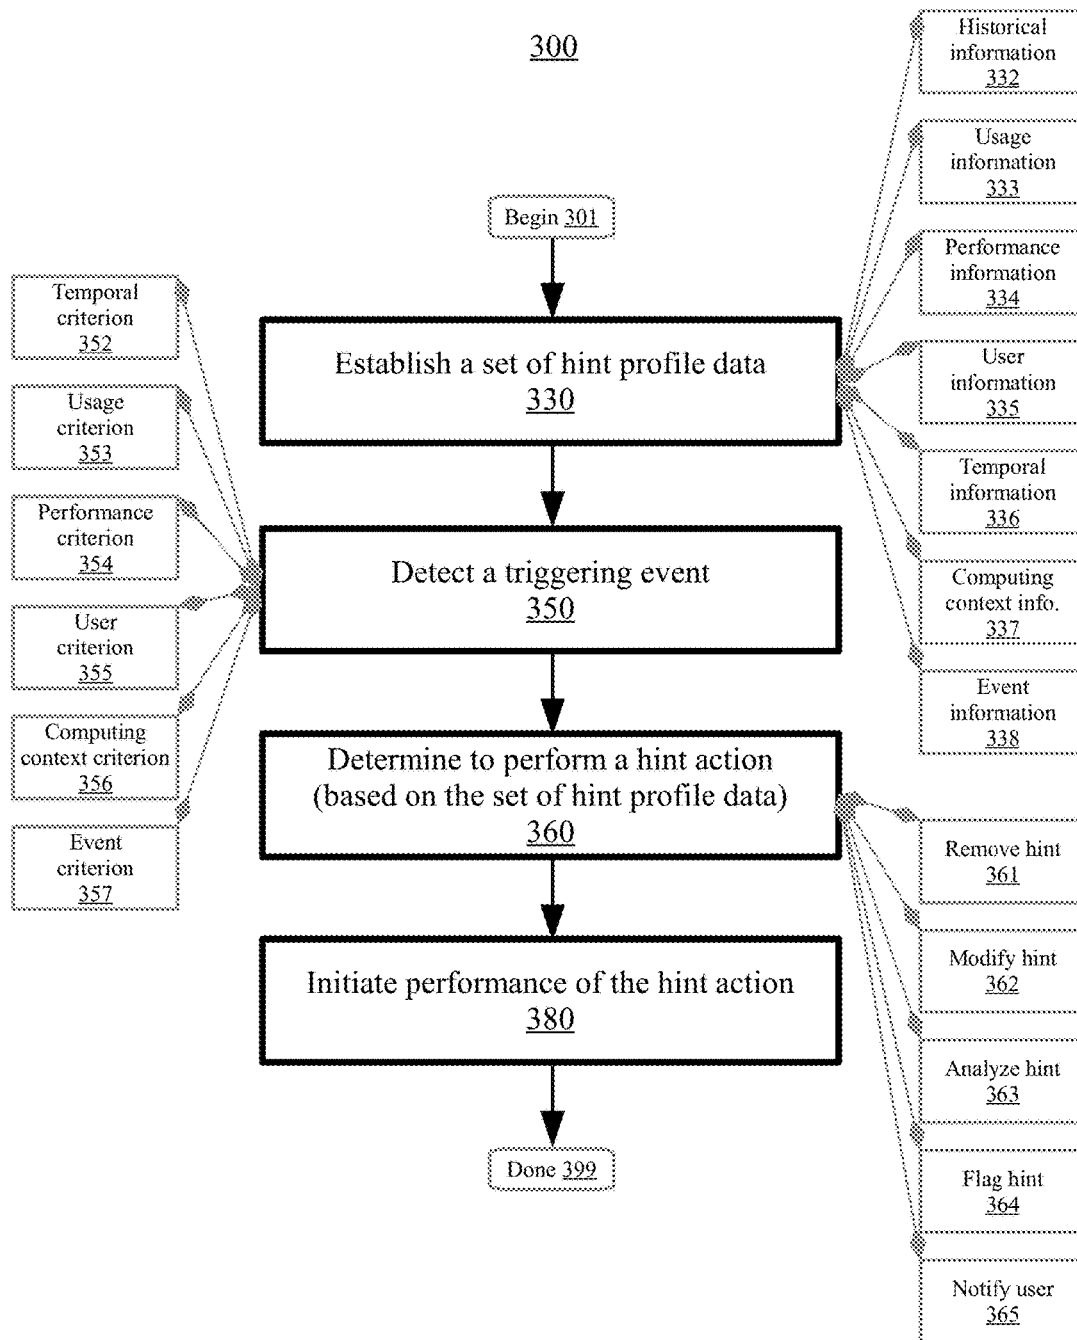 300
Historical
information
332
Usage
information
333
Performance
information
334
User
information
335
Temporal
information
336
Computing
context info.
337
Event
information
338
Begin 301
Temporal
criterion
352
Usage
criterion
353
Performance
criterion
354
User
criterion
355
Computing
context criterion
356
Event
criterion
357
Establish a set of hint profile data
330
Detect a triggering event
350
Determine to perform a hint action
(based on the set of hint profile data)
360
Initiate performance of the hint action
380
Done 399
Remove hint
361
Modify hint
362
Analyze hint
363
Flag hint
364
Notify user
365